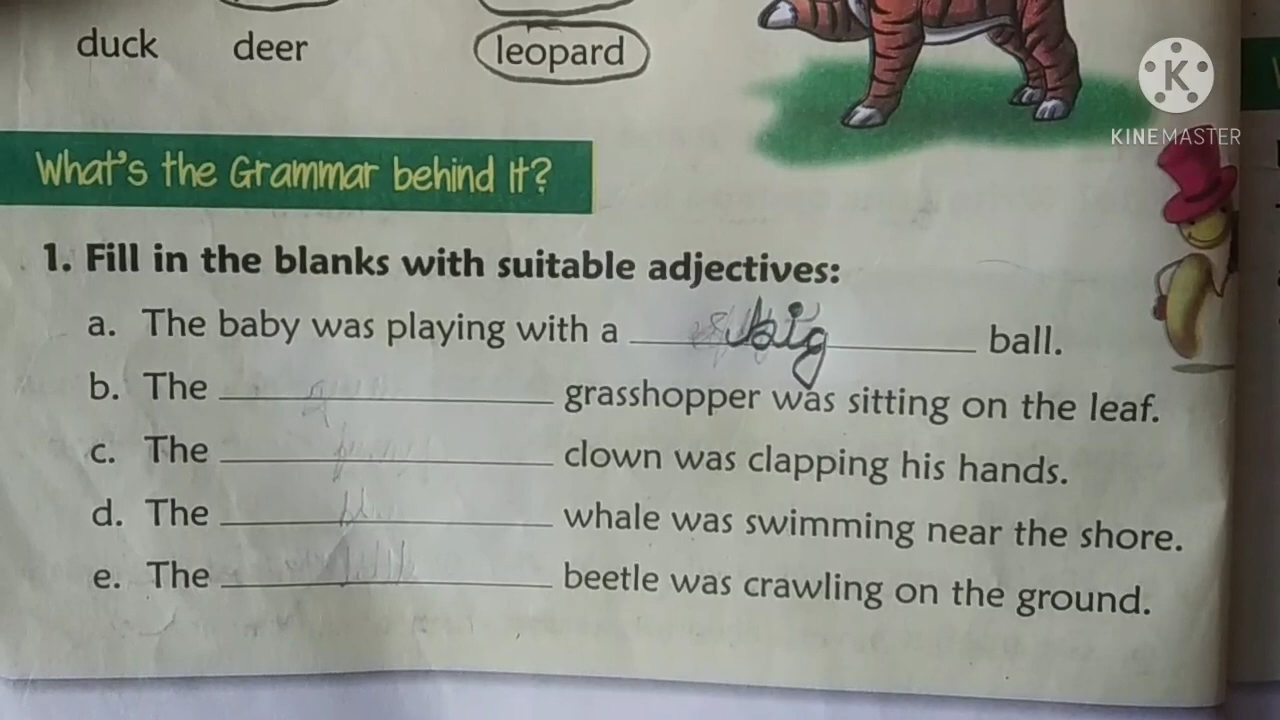 duck deer leopard
KINEMASTER
What's the Grammar behind It?
1. Fill in the blanks with suitable adjectives:
a. The baby was playing with a big ball.
b. The grasshopper was sitting on the leaf.
c. The clown was clapping his hands.
d. The whale was swimming near the shore.
e. The beetle was crawling on the ground.